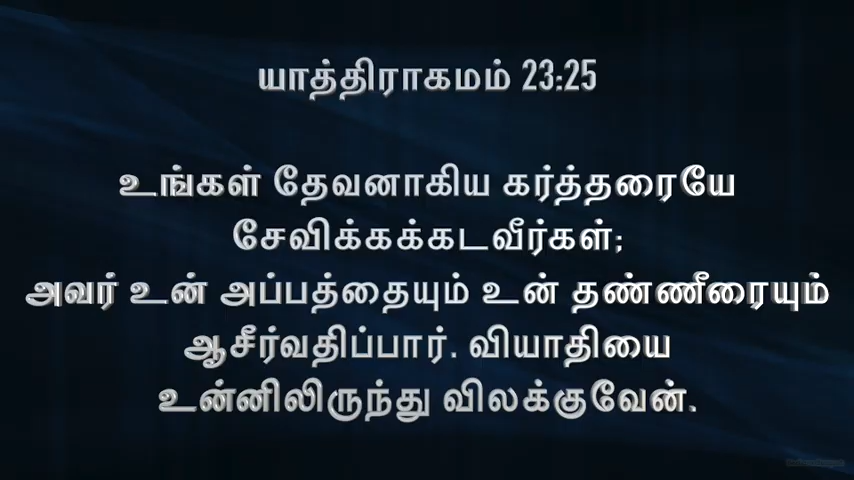 யாத்திராகமம் 23:25
உங்கள் தேவனாகிய கர்த்தரையே
சேவிக்கக்கடவீர்கள்;
அவர் உன் அப்பத்தையும் உன் தண்ணீரையும்
ஆசீர்வதிப்பார். வியாதியை
உன்னிலிருந்து விலக்குவேன்.